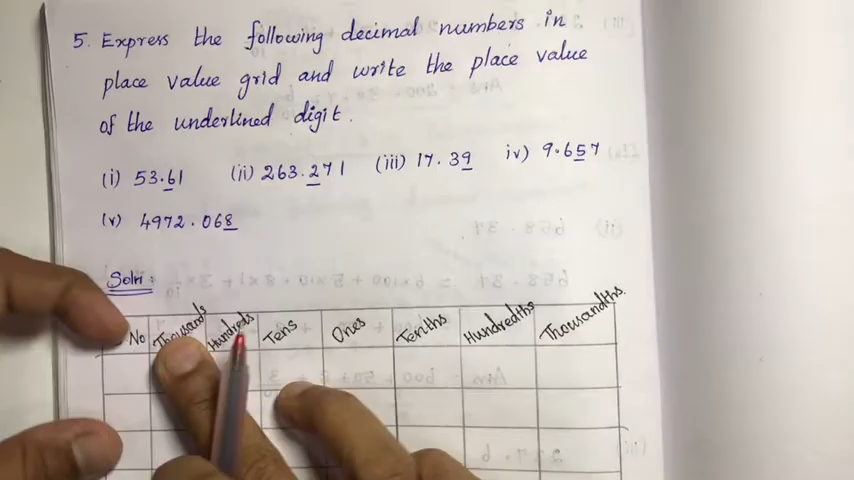 5. Express the following decimal numbers in
place value grid and write the place value
of the underlined digit.
(i) 53.61 (ii) 263.271 (iii) 17.39 iv) 9.657
(v) 4972.068
Soln:
No Thousands Hundreds Tens Ones Tenths Hundredths Thousandths